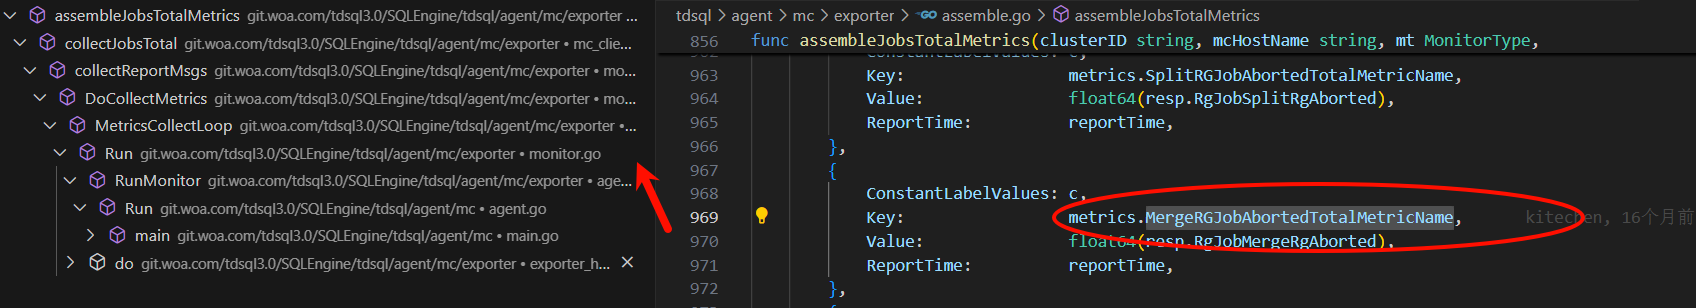 assembleJobsTotalMetrics git.woa.com/tdsql3.0/SQLEngine/tdsql/agent/mc/exporter
collectJobsTotal git.woa.com/tdsql3.0/SQLEngine/tdsql/agent/mc/exporter • mc_clie...
collectReportMsgs git.woa.com/tdsql3.0/SQLEngine/tdsql/agent/mc/exporter • mo...
DoCollectMetrics git.woa.com/tdsql3.0/SQLEngine/tdsql/agent/mc/exporter • mo...
MetricsCollectLoop git.woa.com/tdsql3.0/SQLEngine/tdsql/agent/mc/exporter •...
Run git.woa.com/tdsql3.0/SQLEngine/tdsql/agent/mc/exporter • monitor.go
RunMonitor git.woa.com/tdsql3.0/SQLEngine/tdsql/agent/mc/exporter • age...
Run git.woa.com/tdsql3.0/SQLEngine/tdsql/agent/mc • agent.go
main git.woa.com/tdsql3.0/SQLEngine/tdsql/agent/mc • main.go
do git.woa.com/tdsql3.0/SQLEngine/tdsql/agent/mc/exporter • exporter_h...
tdsql > agent > mc > exporter > assemble.go > assembleJobsTotalMetrics
856 func assembleJobsTotalMetrics(clusterID string, mcHostName string, mt MonitorType,
963 Key: metrics.SplitRGJobAbortedTotalMetricName,
964 Value: float64(resp.RgJobSplitRgAborted),
965 ReportTime: reportTime,
966 },
967 {
968 ConstantLabelValues: c,
969 Key: metrics.MergeRGJobAbortedTotalMetricName, kitechen, 16个月前
970 Value: float64(resp.RgJobMergeRgAborted),
971 ReportTime: reportTime,
972 },